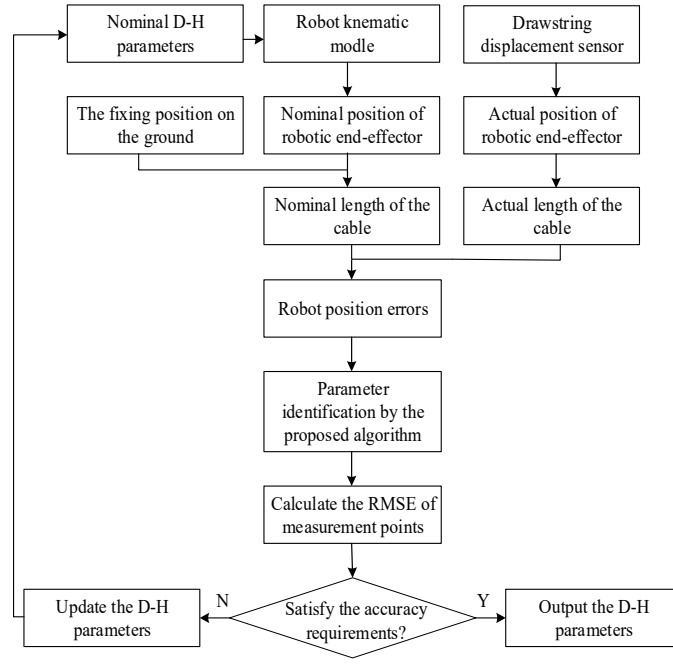 Nominal D-H
parameters
Robot knematic
modle
Drawstring
displacement sensor
The fixing position on
the ground
Nominal position of
robotic end-effector
Actual position of
robotic end-effector
Nominal length of the
cable
Actual length of the
cable
Robot position errors
Parameter
identification by the
proposed algorithm
Calculate the RMSE of
measurement points
Update the D-H
parameters
N
Satisfy the accuracy
requirements?
Y
Output the D-H
parameters